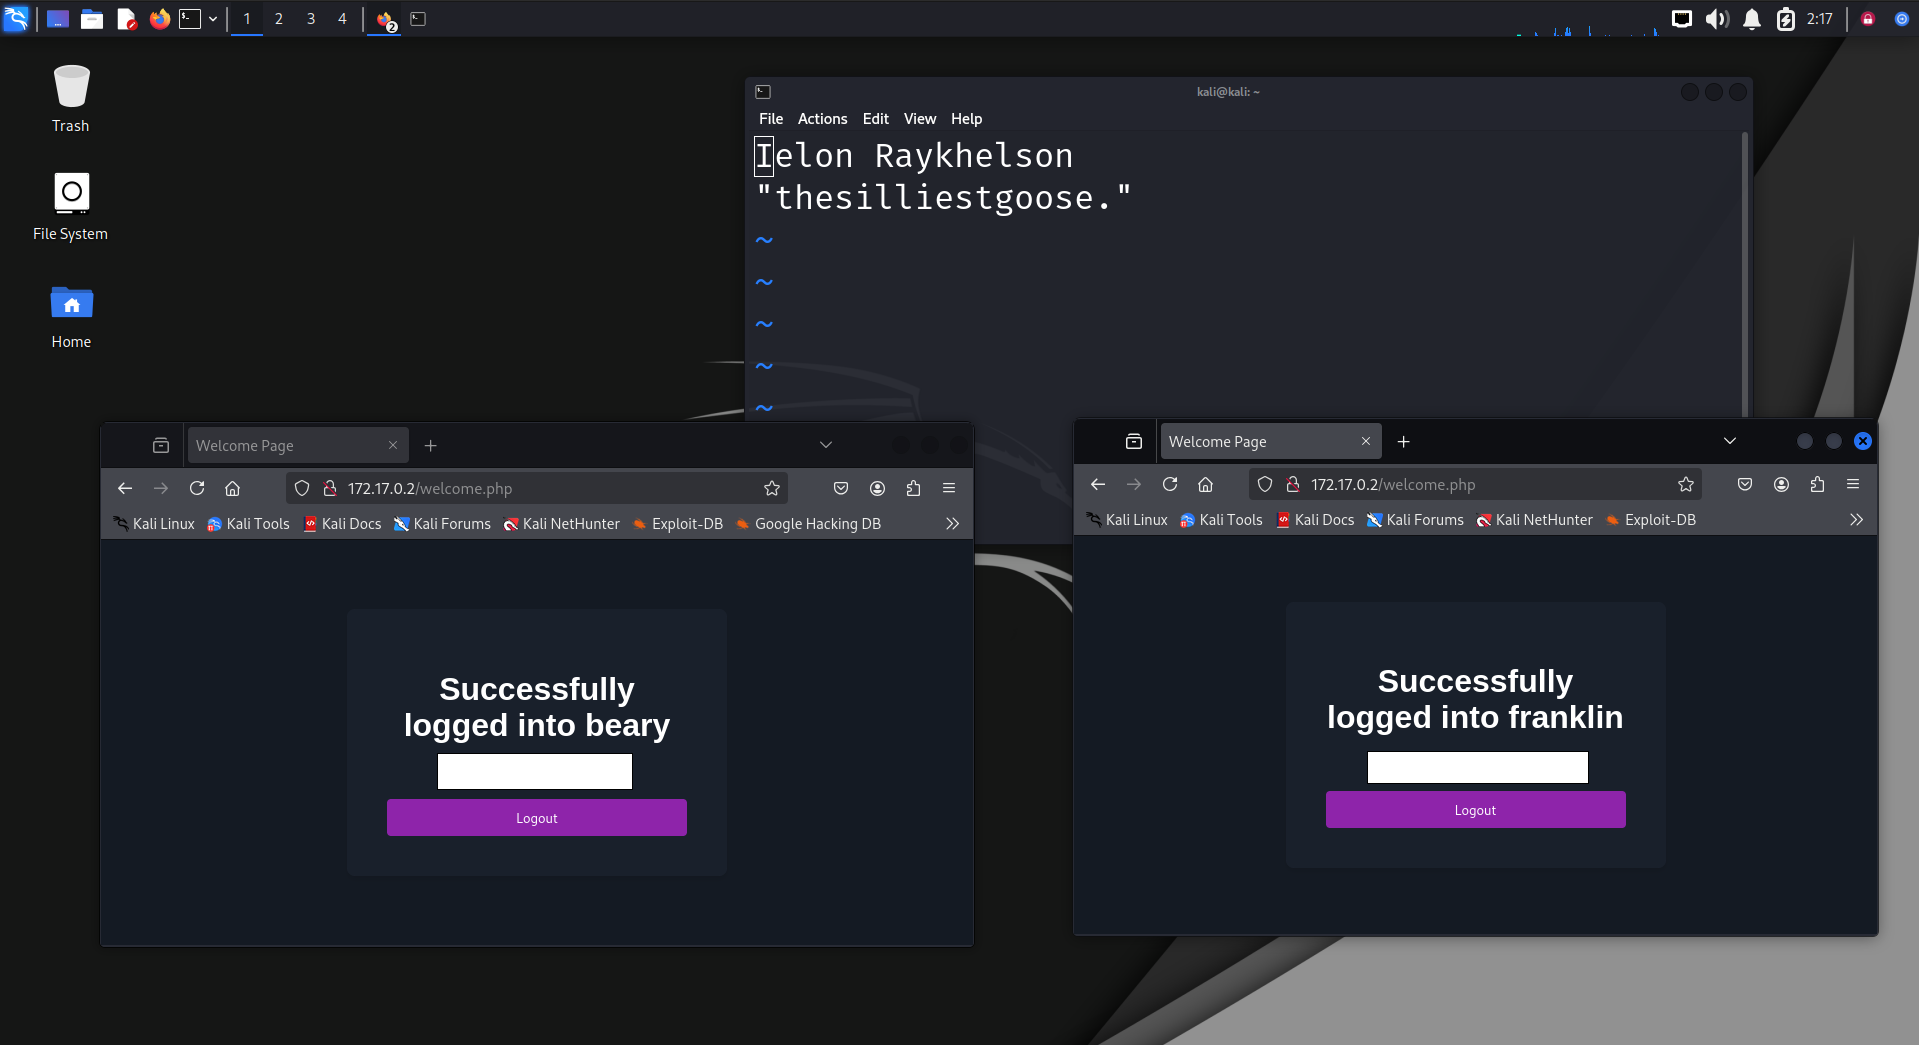 1 2 3 4
2
2:17
Trash
File System
Home
kali@kali: ~
File Actions Edit View Help
Ielon Raykhelson
"thesilliestgoose."
~
~
~
~
~
Welcome Page
172.17.0.2/welcome.php
Kali Linux Kali Tools Kali Docs Kali Forums Kali NetHunter Exploit-DB Google Hacking DB
Successfully
logged into beary
Logout
Welcome Page
172.17.0.2/welcome.php
Kali Linux Kali Tools Kali Docs Kali Forums Kali NetHunter Exploit-DB
Successfully
logged into franklin
Logout